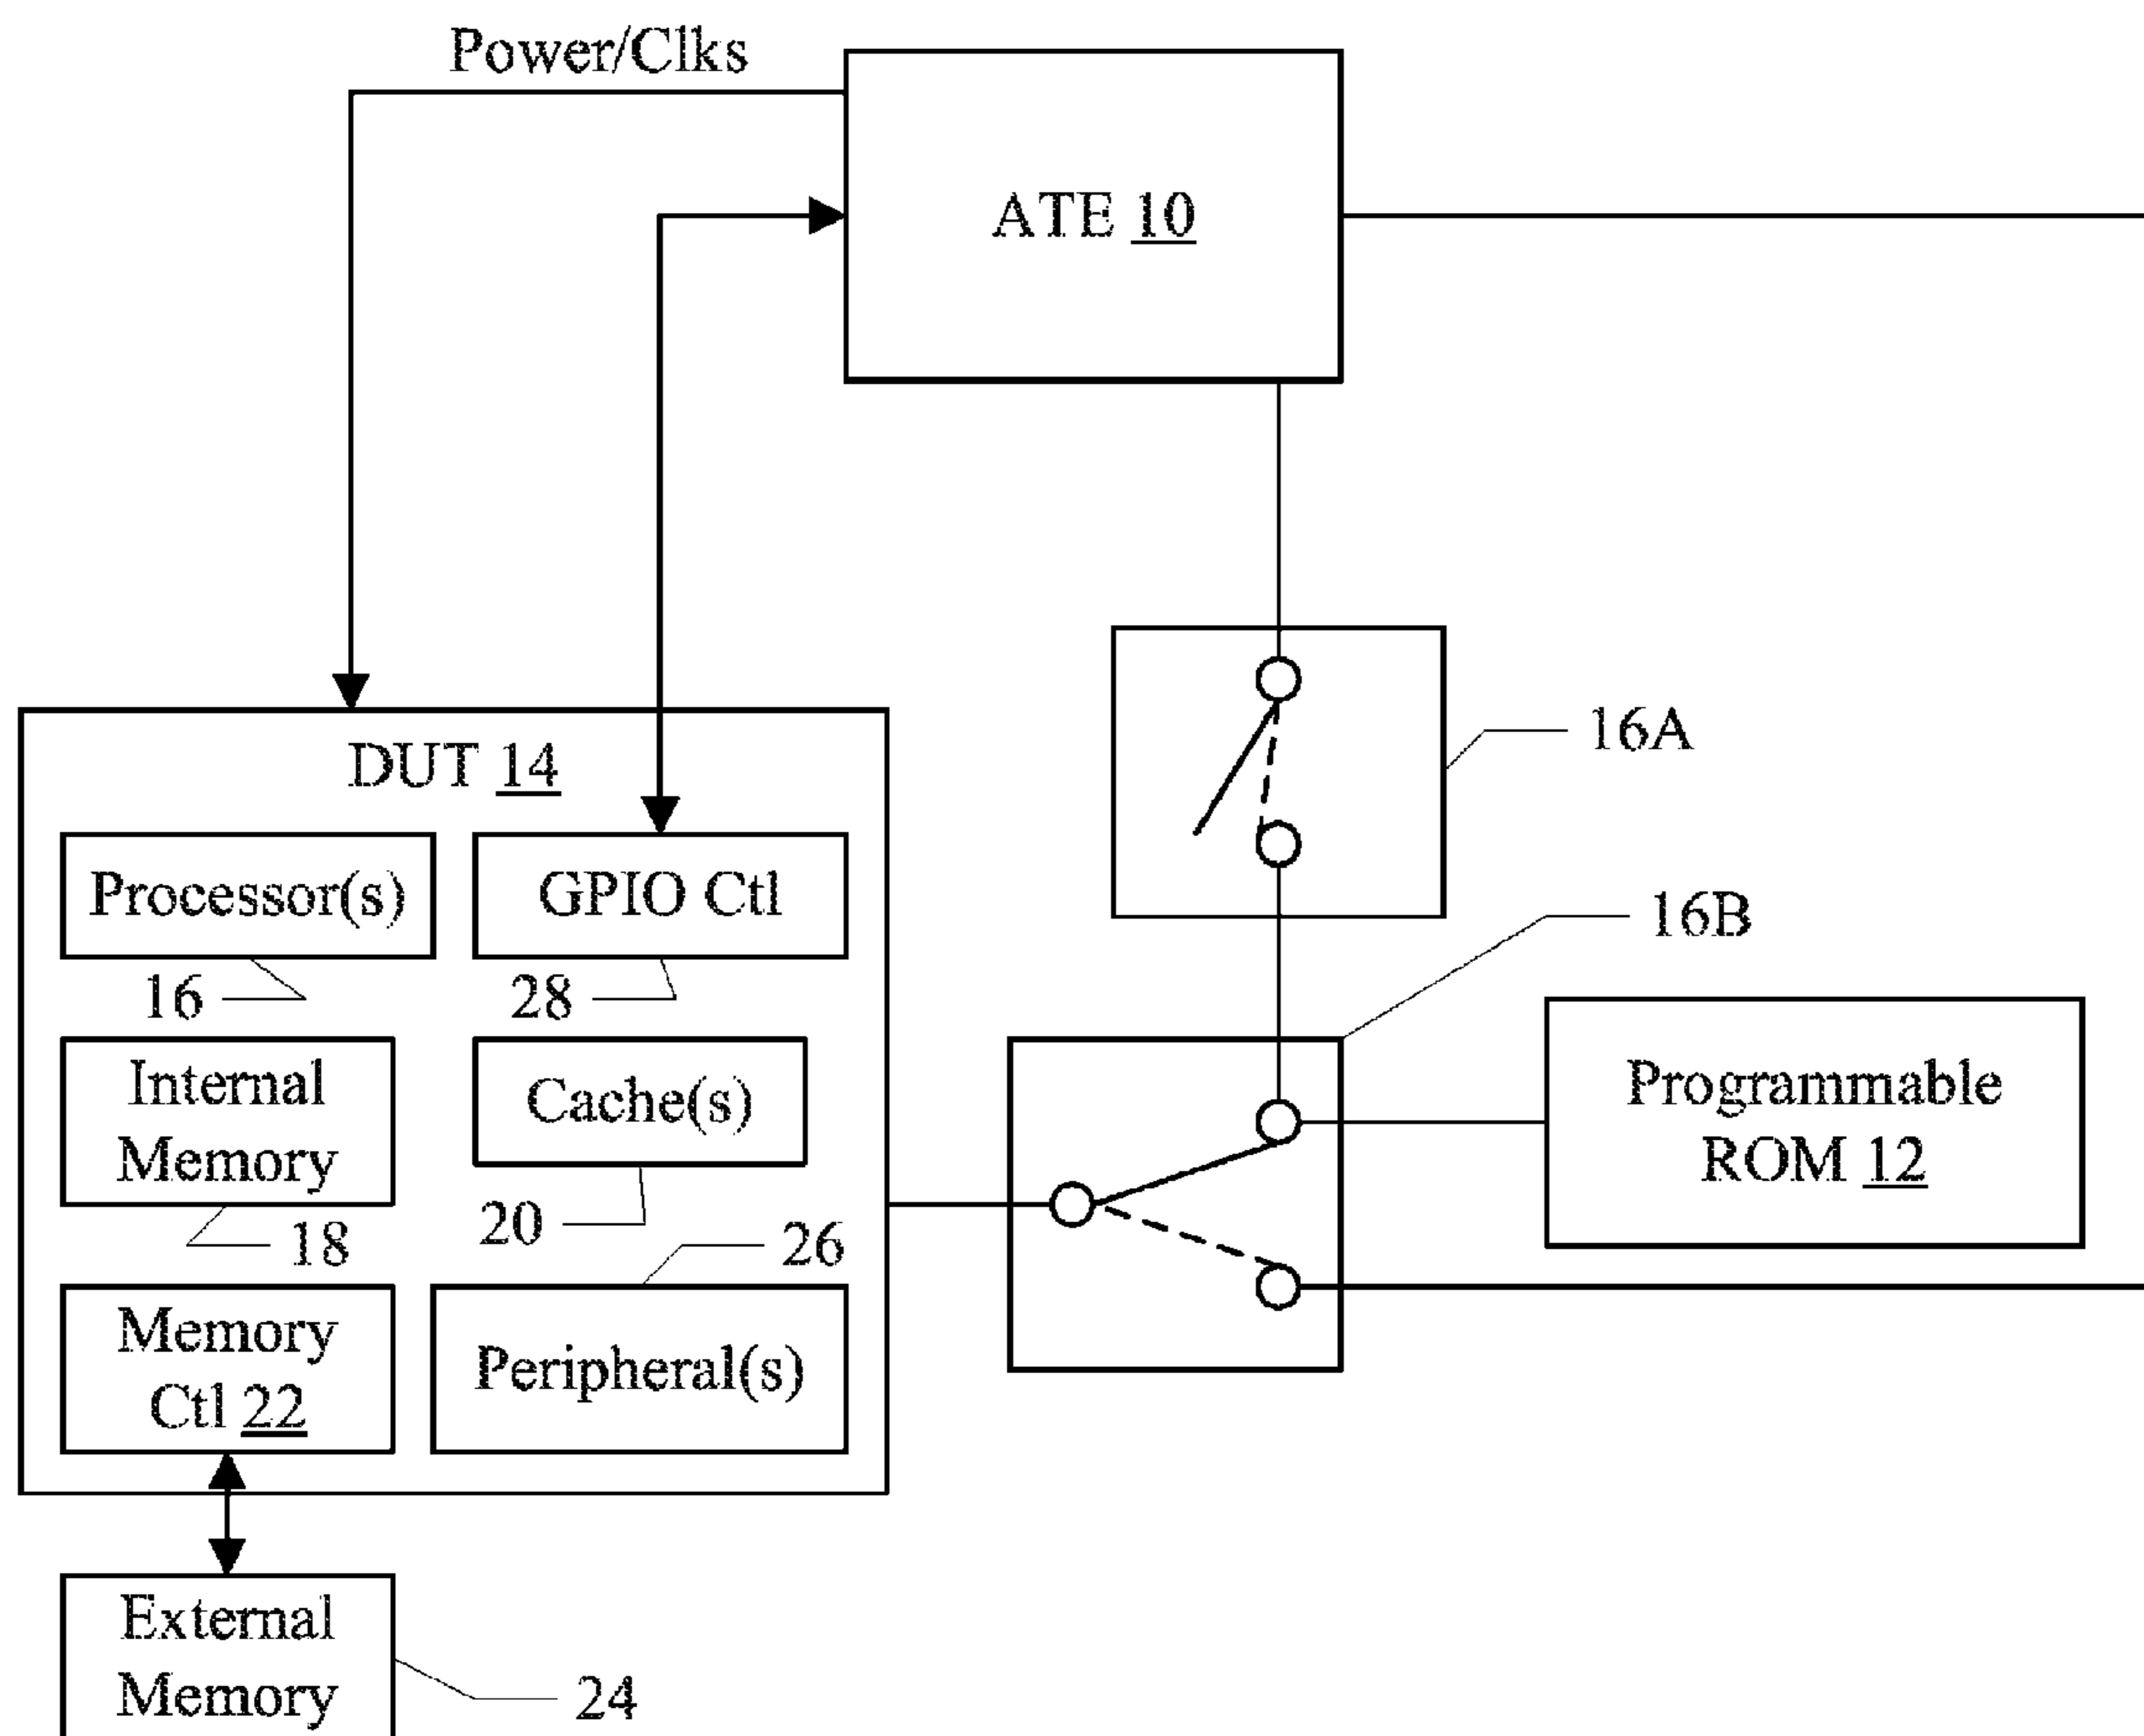 Power/Clks
ATE 10
16A
DUT 14
Processor(s)
GPIO Ctl
16B
16
28
Internal
Memory
Cache(s)
Programmable
ROM 12
18
20
26
Memory
Ctl 22
Peripheral(s)
External
Memory
24